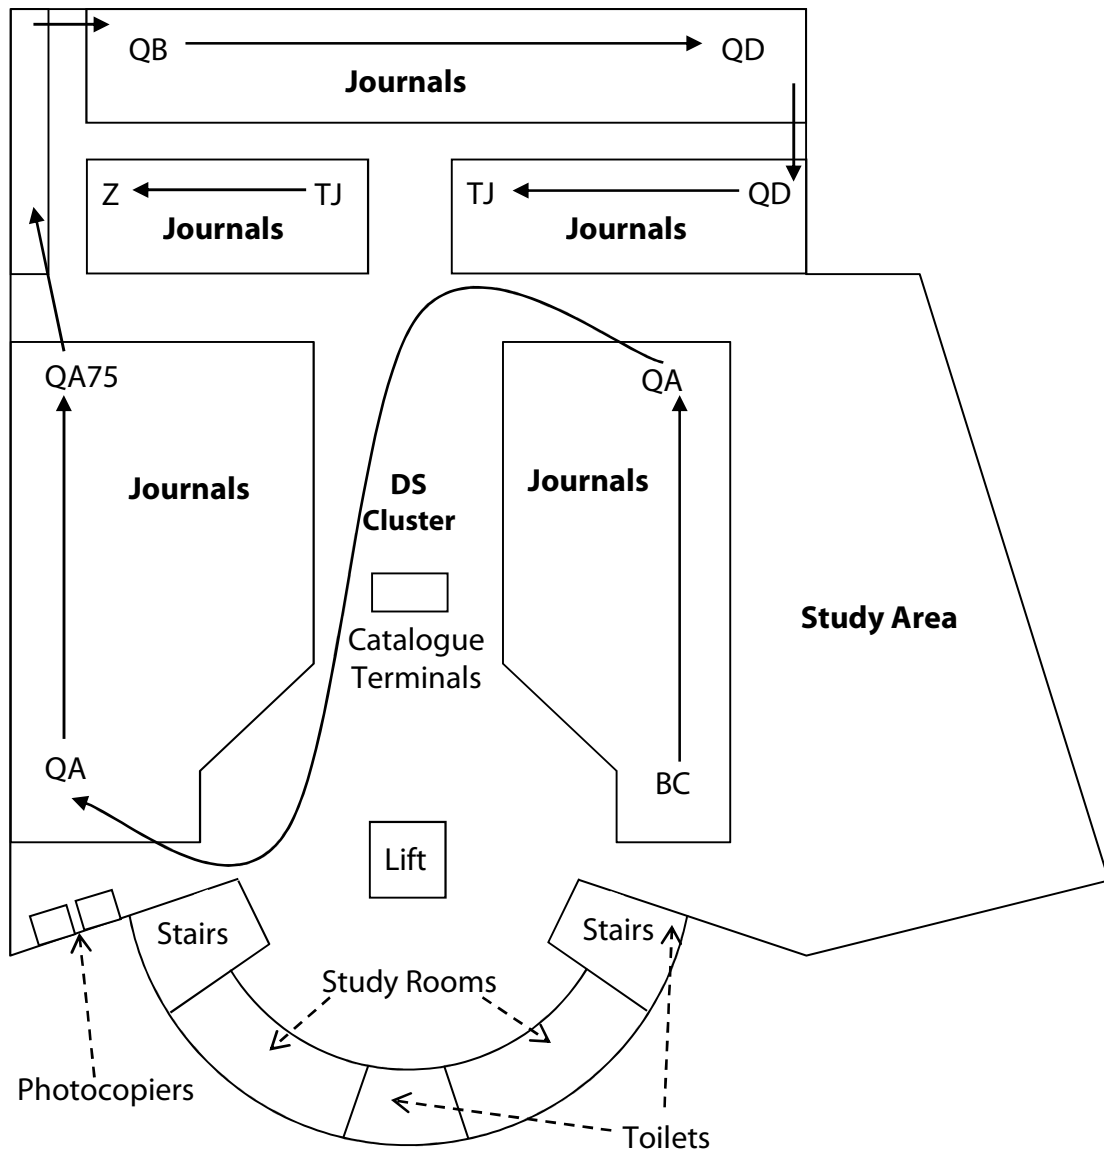 QB
QD
Journals
Z
TJ
Journals
TJ
QD
Journals
QA75
QA
Journals
DS
Cluster
Journals
Catalogue
Terminals
Study Area
QA
BC
Lift
Stairs
Stairs
Study Rooms
Photocopiers
Toilets